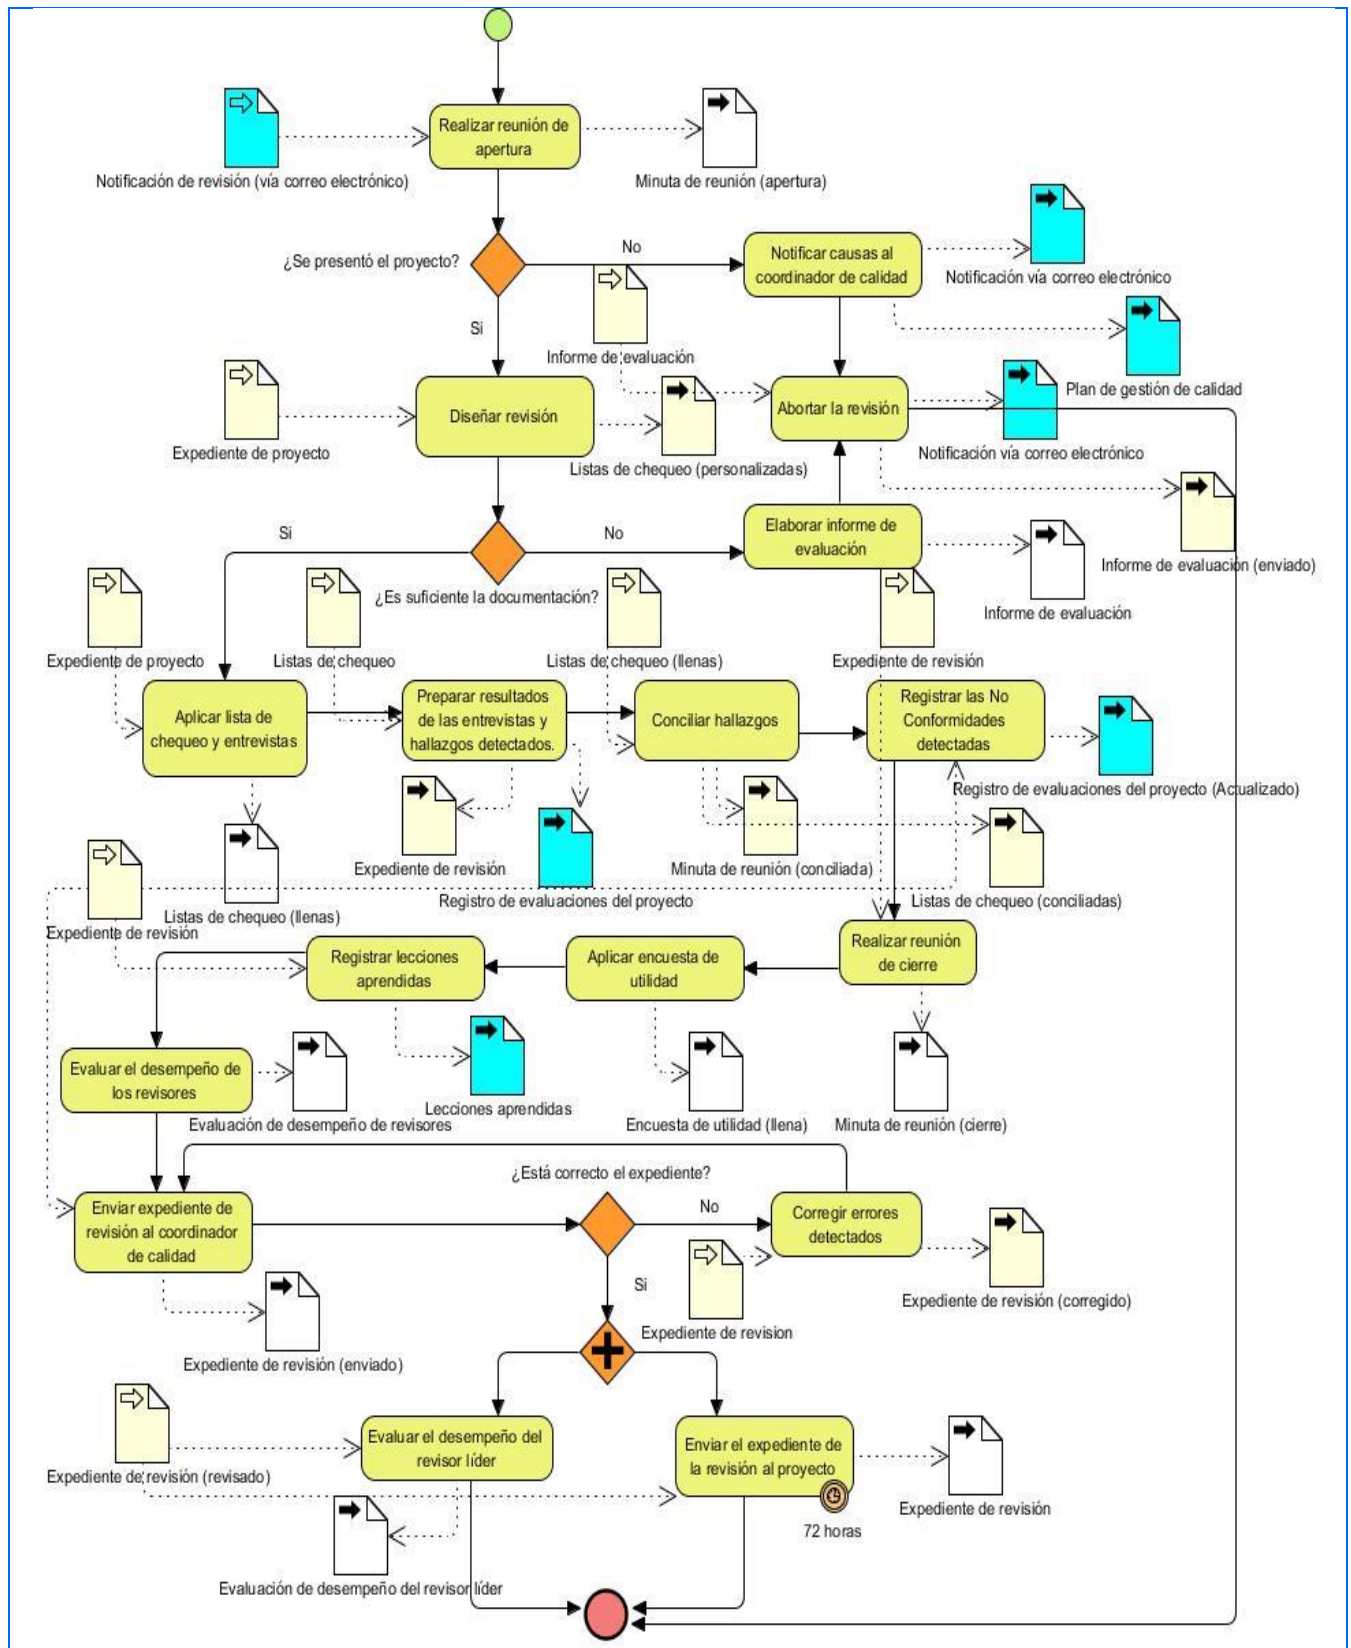 Realizar reunión de
apertura
Notificación de revisión (vía correo electrónico)
Minuta de reunión (apertura)
¿Se presentó el proyecto?
No
Notificar causas al
coordinador de calidad
Notificación vía correo electrónico
Si
Informe de evaluación
Plan de gestión de calidad
Diseñar revisión
Abortar la revisión
Expediente de proyecto
Listas de chequeo (personalizadas)
Notificación vía correo electrónico
Si
No
Elaborar informe de
evaluación
Informe de evaluación (enviado)
¿Es suficiente la documentación?
Informe de evaluación
Expediente de proyecto
Listas de chequeo
Listas de chequeo (llenas)
Expediente de revisión
Aplicar lista de
chequeo y entrevistas
Preparar resultados
de las entrevistas y
hallazgos detectados.
Conciliar hallazgos
Registrar las No
Conformidades
detectadas
Registro de evaluaciones del proyecto (Actualizado)
Expediente de revisión
Minuta de reunión (conciliada)
Registro de evaluaciones del proyecto
Listas de chequeo (conciliadas)
Listas de chequeo (llenas)
Expediente de revisión
Registrar lecciones
aprendidas
Aplicar encuesta de
utilidad
Realizar reunión
de cierre
Evaluar el desempeño de
los revisores
Lecciones aprendidas
Evaluación de desempeño de revisores
Encuesta de utilidad (llena)
Minuta de reunión (cierre)
¿Está correcto el expediente?
Enviar expediente de
revisión al coordinador
de calidad
No
Corregir errores
detectados
Si
Expediente de revisión (corregido)
Expediente de revision
Expediente de revisión (enviado)
Evaluar el desempeño del
revisor líder
Enviar el expediente de
la revisión al proyecto
Expediente de revisión (revisado)
Expediente de revisión
72 horas
Evaluación de desempeño del revisor líder